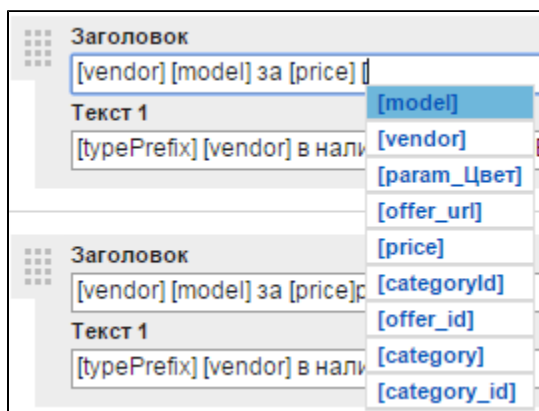 Заголовок
[vendor] [model] за [price] [
[model]
Текст 1
[vendor]
[typePrefix] [vendor] в нали
[param_Цвет]
[offer_url]
[price]
Заголовок
[categoryId]
[vendor] [model] за [price]р
[offer_id]
Текст 1
[category]
[typePrefix] [vendor] в нали
[category_id]